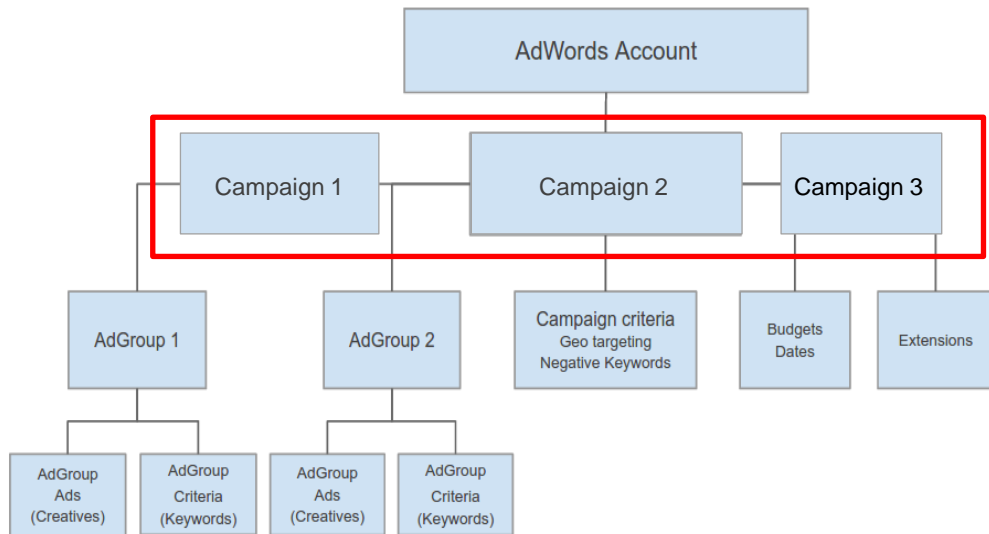 AdWords Account
Campaign 1
Campaign 2
Campaign 3
AdGroup 1
AdGroup 2
Campaign criteria
Geo targeting
Negative Keywords
Budgets
Dates
Extensions
AdGroup
Ads
(Creatives)
AdGroup
Criteria
(Keywords)
AdGroup
Ads
(Creatives)
AdGroup
Criteria
(Keywords)